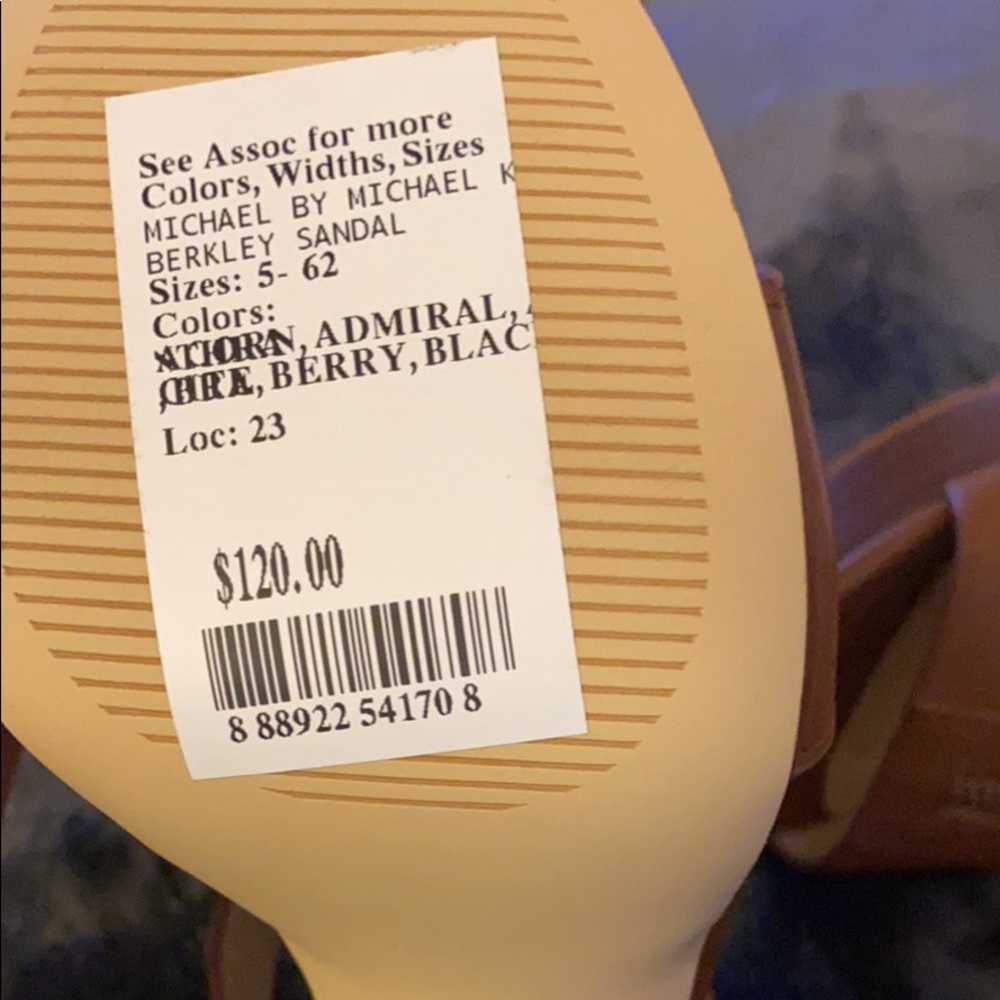 See Assoc for more
Colors, Widths, Sizes
MICHAEL BY MICHAEL K
BERKLEY SANDAL
Sizes: 5- 62
Colors:
, ADMIRAL,
, BERRY, BLAC
Loc: 23
$120.00
8 88922 54170 8